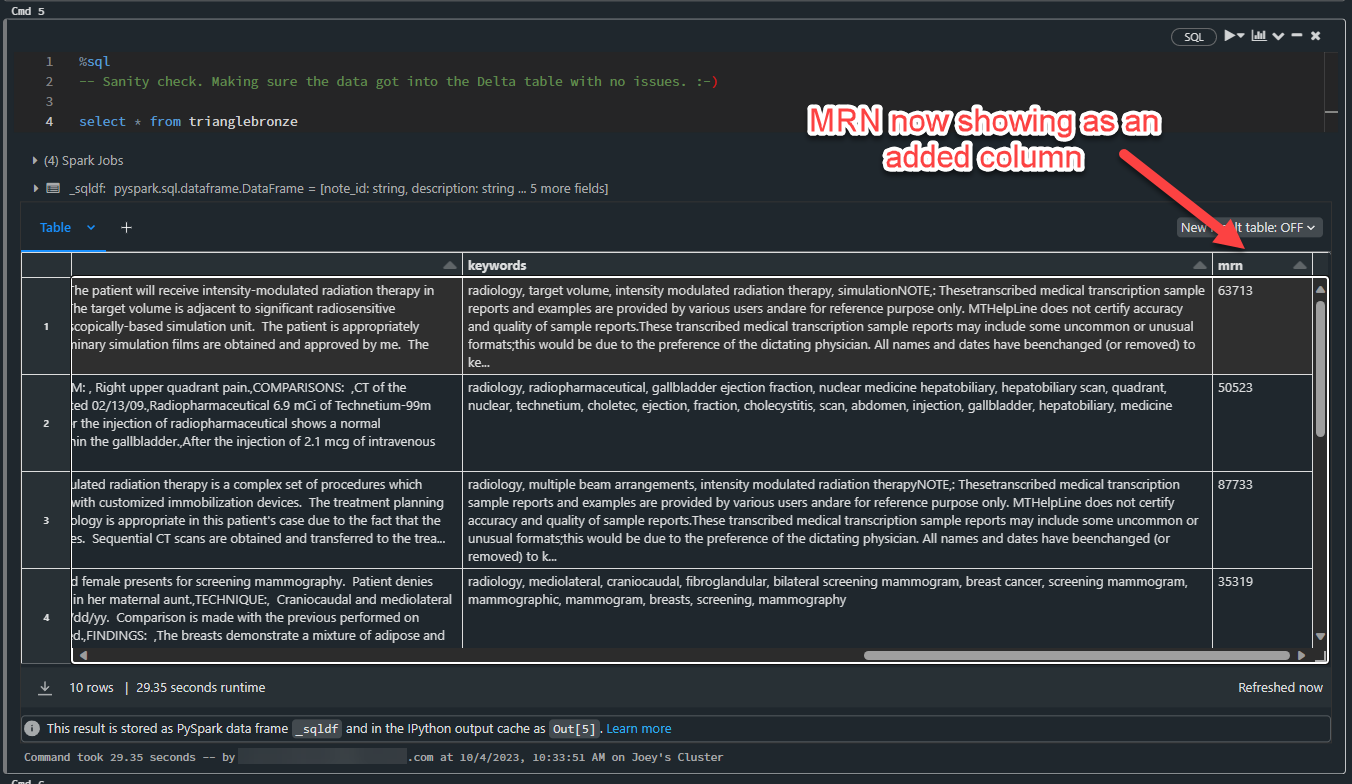 Cmd 5
SQL
1 %sql
2 -- Sanity check. Making sure the data got into the Delta table with no issues. :-)
3
4 select * from trianglebronze
MRN now showing as an
added column
(4) Spark Jobs
_sqldf: pyspark.sql.dataframe.DataFrame = [note_id: string, description: string ... 5 more fields]
Table
+
New result table: OFF
keywords
mrn
1
The patient will receive intensity-modulated radiation therapy in
The target volume is adjacent to significant radiosensitive
scopically-based simulation unit. The patient is appropriately
minary simulation films are obtained and approved by me. The
radiology, target volume, intensity modulated radiation therapy, simulationNOTE,: Thesetranscribed medical transcription sample
reports and examples are provided by various users andare for reference purpose only. MTHelpLine does not certify accuracy
and quality of sample reports.These transcribed medical transcription sample reports may include some uncommon or unusual
formats;this would be due to the preference of the dictating physician. All names and dates have beenchanged (or removed) to
ke...
63713
2
M: , Right upper quadrant pain.,COMPARISONS: ,CT of the
ted 02/13/09.,Radiopharmaceutical 6.9 mCi of Technetium-99m
r the injection of radiopharmaceutical shows a normal
hin the gallbladder.,After the injection of 2.1 mcg of intravenous
radiology, radiopharmaceutical, gallbladder ejection fraction, nuclear medicine hepatobiliary, hepatobiliary scan, quadrant,
nuclear, technetium, choletec, ejection, fraction, cholecystitis, scan, abdomen, injection, gallbladder, hepatobiliary, medicine
50523
3
ulated radiation therapy is a complex set of procedures which
with customized immobilization devices. The treatment planning
ology is appropriate in this patient's case due to the fact that the
es. Sequential CT scans are obtained and transferred to the trea...
radiology, multiple beam arrangements, intensity modulated radiation therapyNOTE,: Thesetranscribed medical transcription
sample reports and examples are provided by various users andare for reference purpose only. MTHelpLine does not certify
accuracy and quality of sample reports.These transcribed medical transcription sample reports may include some uncommon or
unusual formats;this would be due to the preference of the dictating physician. All names and dates have beenchanged (or
removed) to k...
87733
4
d female presents for screening mammography. Patient denies
in her maternal aunt.,TECHNIQUE:, Craniocaudal and mediolateral
/dd/yy. Comparison is made with the previous performed on
ed.,FINDINGS: ,The breasts demonstrate a mixture of adipose and
radiology, mediolateral, craniocaudal, fibroglandular, bilateral screening mammogram, breast cancer, screening mammogram,
mammographic, mammogram, breasts, screening, mammography
35319
10 rows | 29.35 seconds runtime
Refreshed now
This result is stored as PySpark data frame _sqldf and in the IPython output cache as Out[5]. Learn more
Command took 29.35 seconds -- by .com at 10/4/2023, 10:33:51 AM on Joey's Cluster